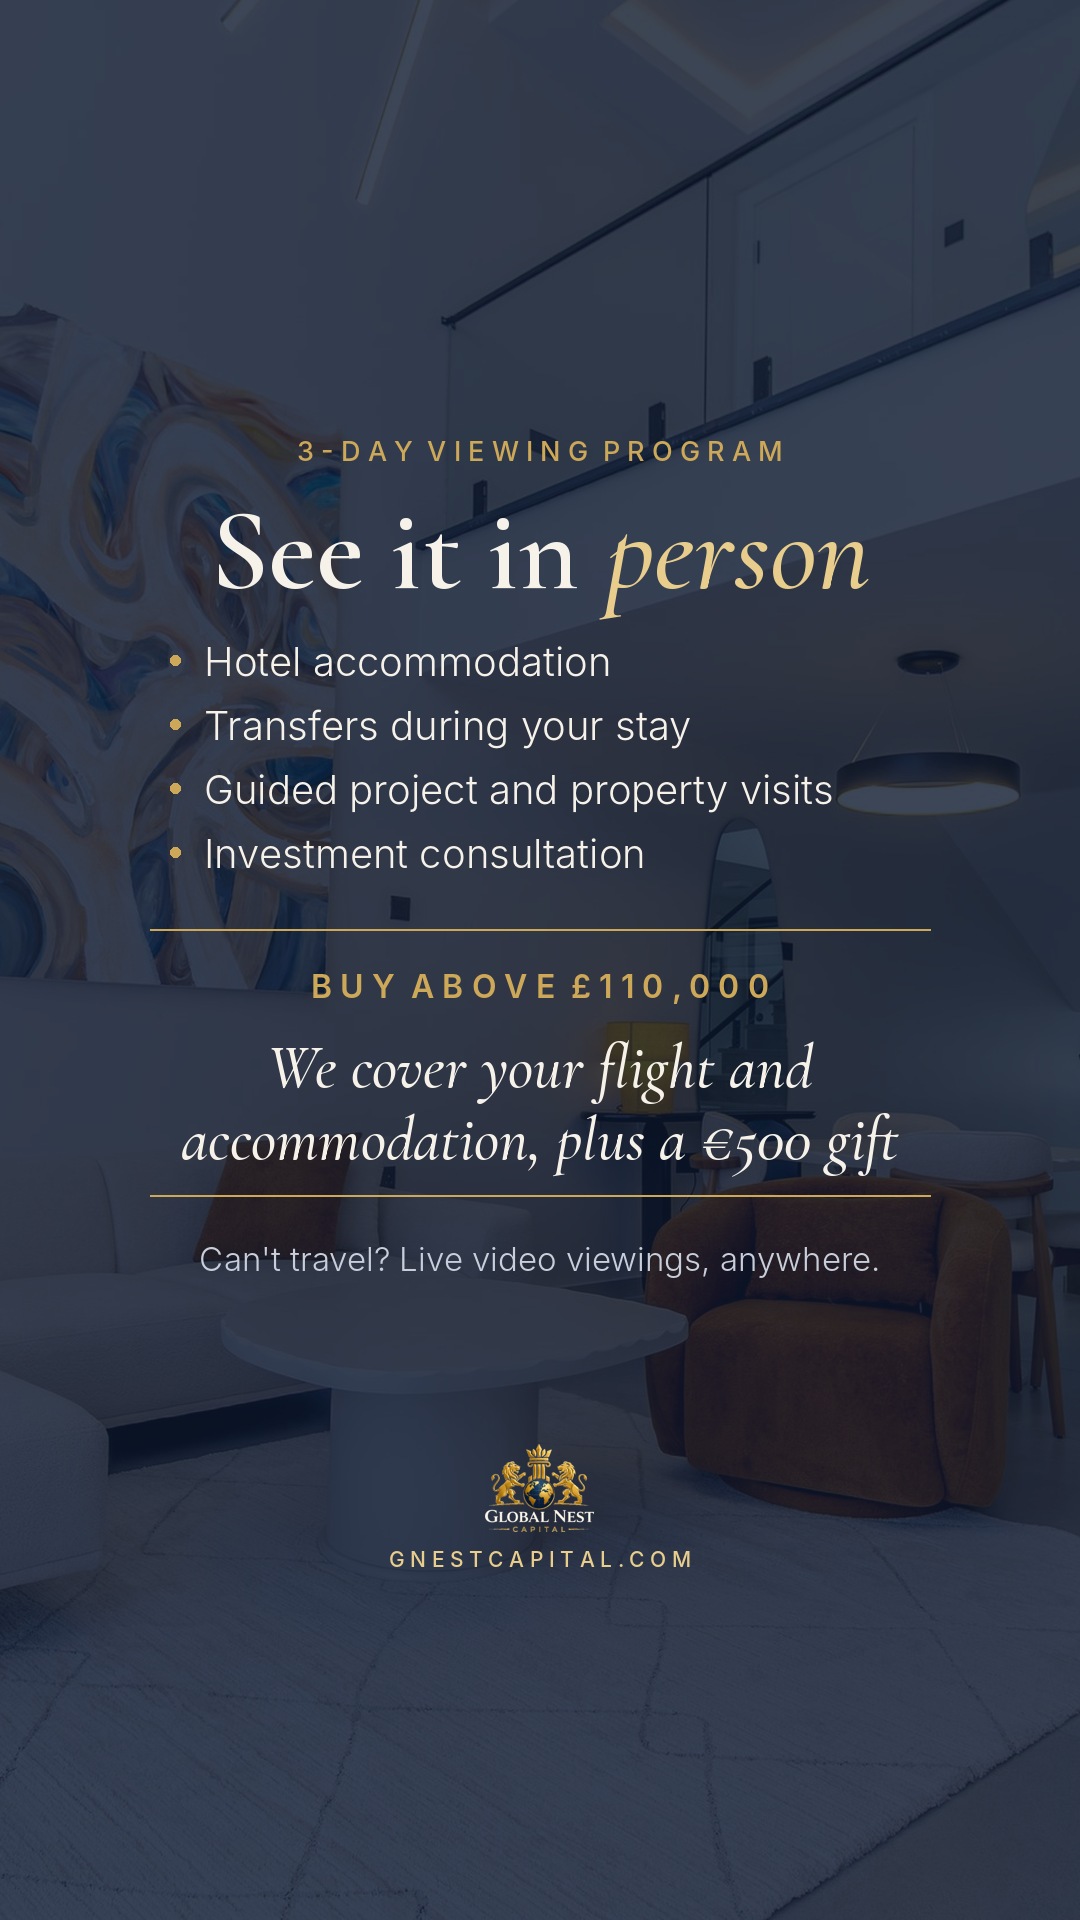 3-DAY VIEWING PROGRAM
See it in person
Hotel accommodation
Transfers during your stay
Guided project and property visits
Investment consultation
BUY ABOVE £110,000
We cover your flight and
accommodation, plus a €500 gift
Can't travel? Live video viewings, anywhere.
GLOBAL NEST
CAPITAL
GNESTCAPITAL.COM